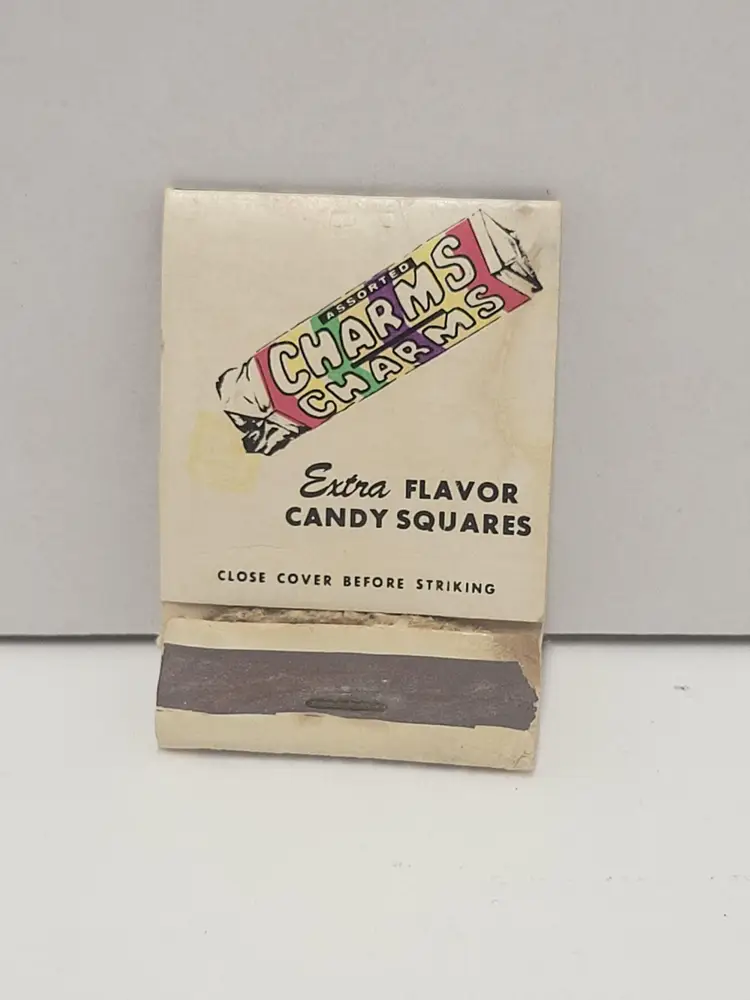 ASSORTED
CHARMS
CHARMS
Extra FLAVOR
CANDY SQUARES
CLOSE COVER BEFORE STRIKING